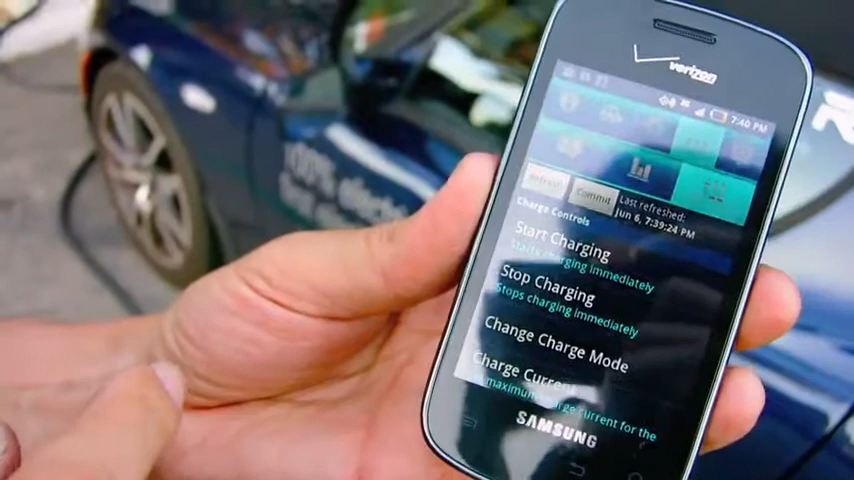 verizon
7:40 PM
Refresh
Commit
Last refreshed:
Jun 6, 7:39:24 PM
Charge Controls
Start Charging
Starts charging immediately
Stop Charging
Stops charging immediately
Change Charge Mode
Charge Current
maximum charge current for the
SAMSUNG
100% electric